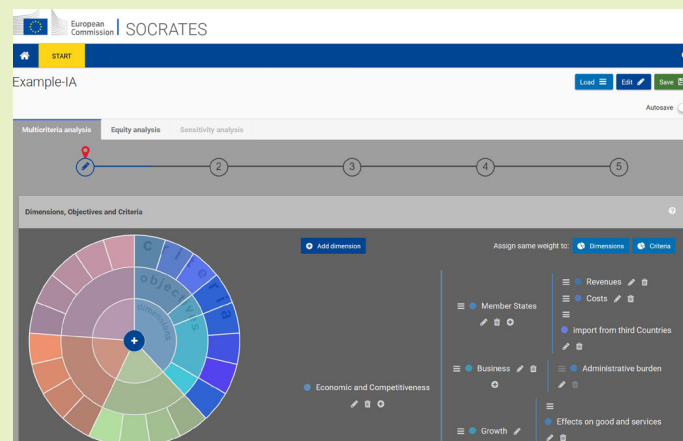 European
Commission
SOCRATES
START
Example-IA
Load
Edit
Save
Autosave
Multicriteria analysis
Equity analysis
Sensitivity analysis
2
3
4
5
Dimensions, Objectives and Criteria
Add dimension
Assign same weight to:
Dimensions
Criteria
criteria
objectives
dimensions
Revenues
Member States
Costs
import from third Countries
Business
Administrative burden
Economic and Competitiveness
Effects on good and services
Growth